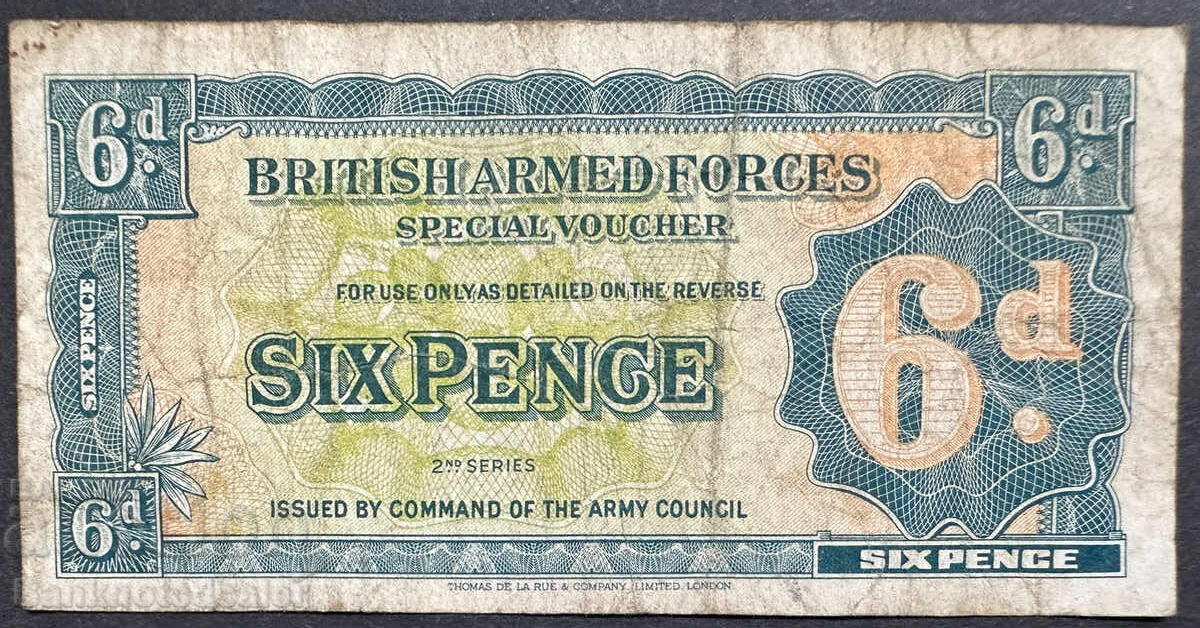 6d.
6d.
BRITISH ARMED FORCES
SPECIAL VOUCHER
FOR USE ONLY AS DETAILED ON THE REVERSE
SIX PENCE
6d.
SIXPENCE
2ND SERIES
ISSUED BY COMMAND OF THE ARMY COUNCIL
6d.
SIXPENCE
THOMAS DE LA RUE & COMPANY, LIMITED, LONDON.